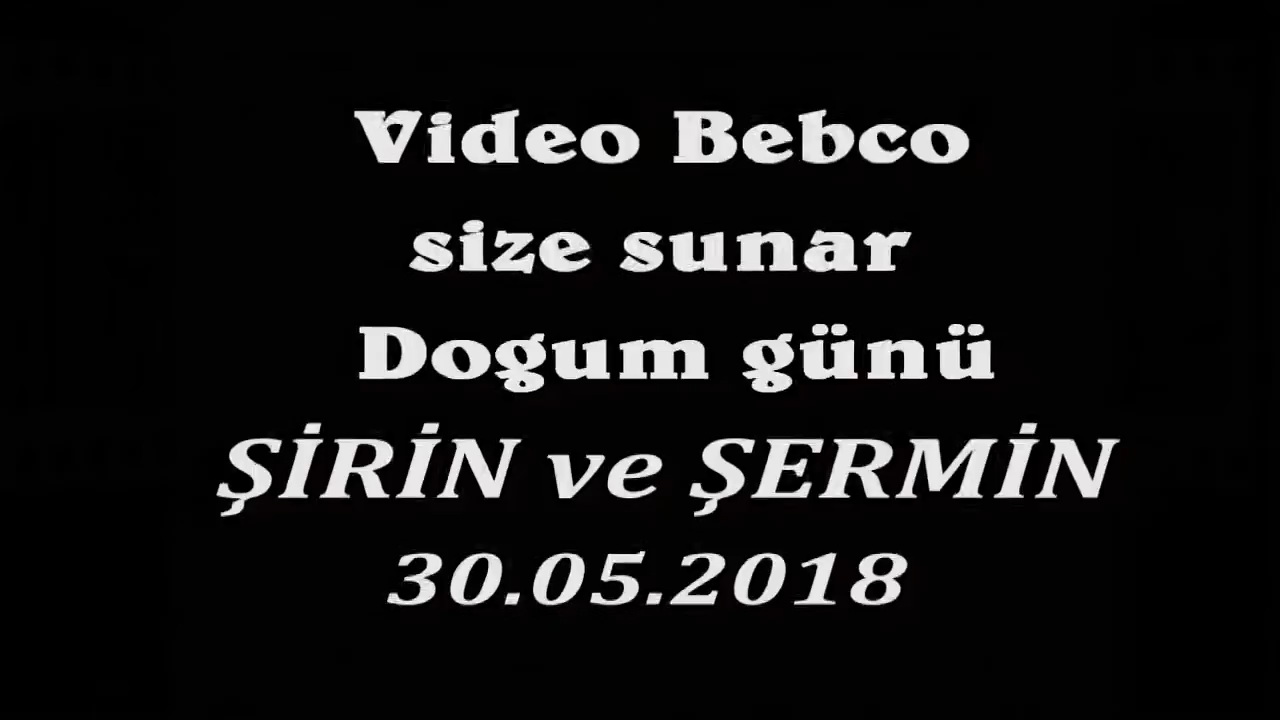 Video Bebco
size sunar
Dogum günü
ŞİRİN ve ŞERMİN
30.05.2018